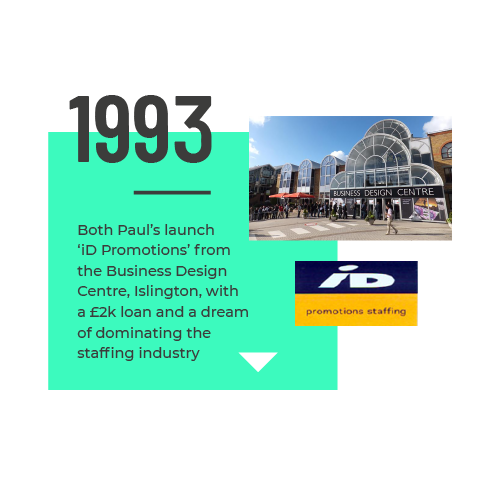 1993
BUSINESS DESIGN CENTRE
Both Paul's launch
‘iD Promotions’ from
the Business Design
Centre, Islington, with
a £2k loan and a dream
of dominating the
staffing industry
iD
promotions staffing